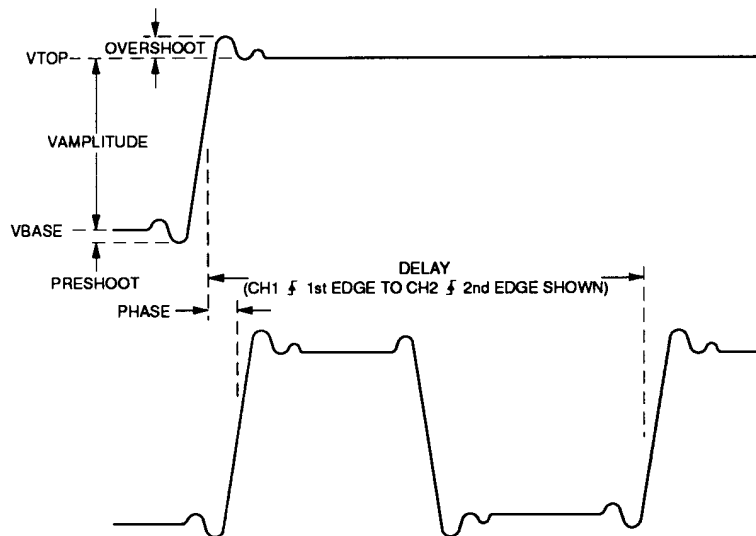 OVERSHOOT
VTOP
VAMPLITUDE
VBASE
PRESHOOT
DELAY
(CH1 ⨍ 1st EDGE TO CH2 ⨍ 2nd EDGE SHOWN)
PHASE